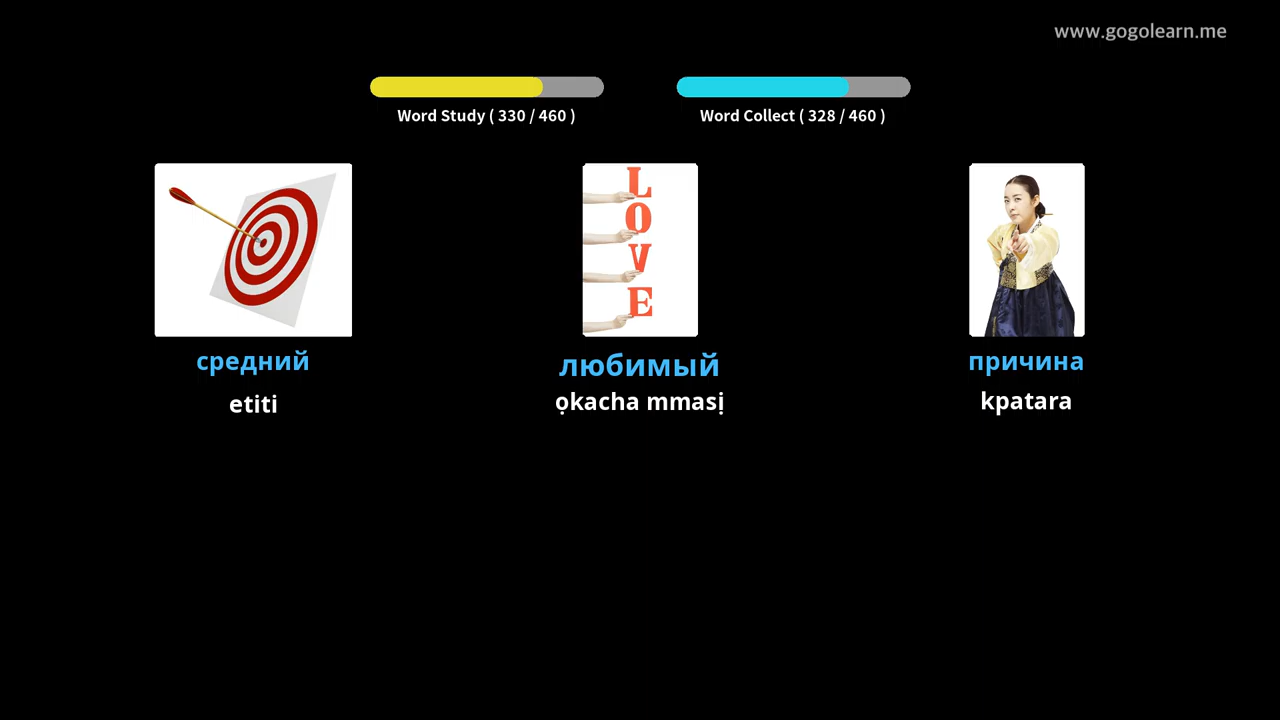 www.gogolearn.me
Word Study ( 330 / 460 )
Word Collect ( 328 / 460 )
L
O
V
E
средний
любимый
причина
etiti
ọkacha mmasị
kpatara